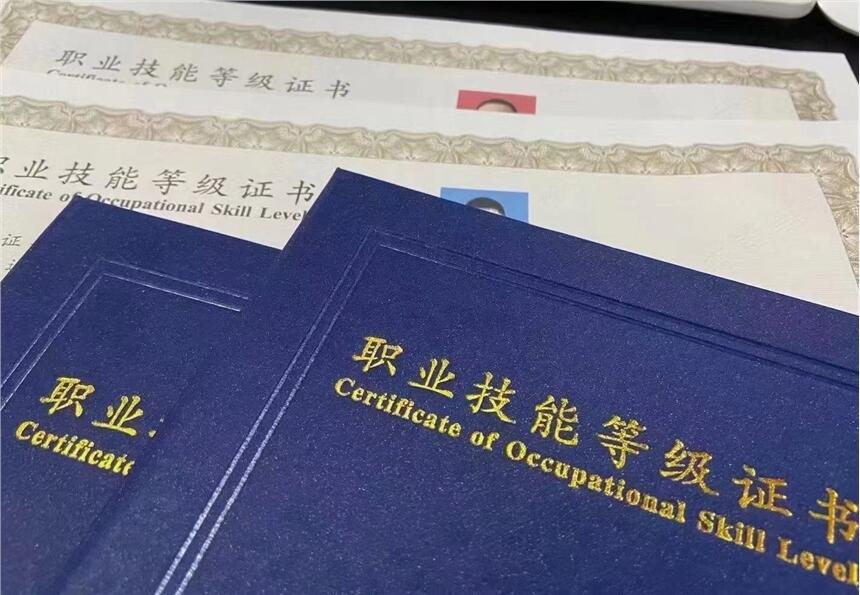 职业技能等级证书
Certificate of
职业技能等级证书
ificate of Occupational Skill Level
证
职业技能等级证书
Certificate of Occupational Skill Level
职业
Certificate